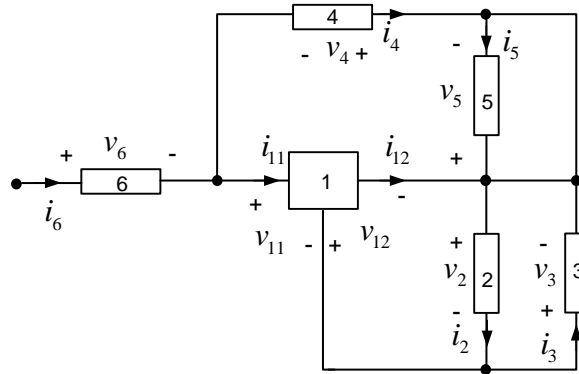 4
- v4 +
i4
- i5
v5
5
+
v6
+ -
6
i6
i11
i12
1
+
-
v11
- +
v12
+
v2
2
-
i2
-
v3
3
+
i3